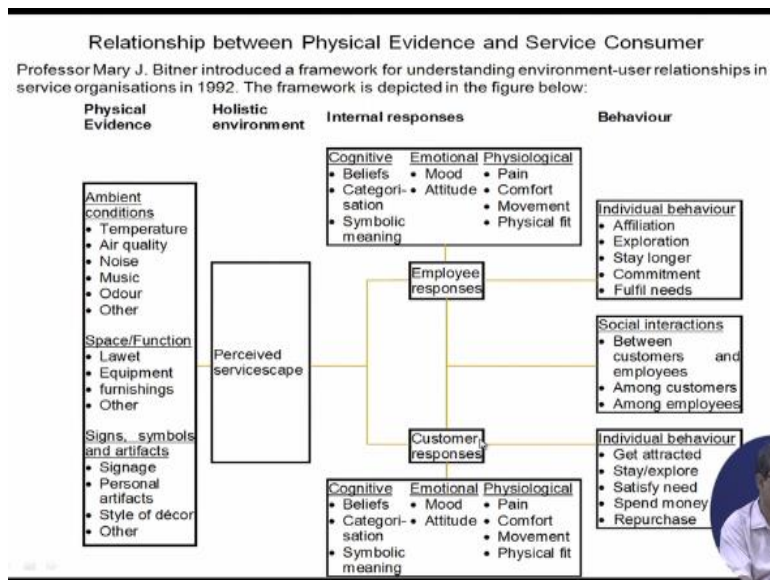 Relationship between Physical Evidence and Service Consumer
Professor Mary J. Bitner introduced a framework for understanding environment-user relationships in
service organisations in 1992. The framework is depicted in the figure below:
Physical
Evidence
Holistic
environment
Internal responses
Behaviour
Ambient
conditions
• Temperature
• Air quality
• Noise
• Music
• Odour
• Other
Space/Function
• Lawet
• Equipment
• furnishings
• Other
Signs, symbols
and artifacts
• Signage
• Personal
artifacts
• Style of décor
• Other
Perceived
servicescape
Cognitive
• Beliefs
• Categori-
sation
• Symbolic
meaning
Emotional
• Mood
• Attitude
Physiological
• Pain
• Comfort
• Movement
• Physical fit
Employee
responses
Customer
responses
Cognitive
• Beliefs
• Categori-
sation
• Symbolic
meaning
Emotional
• Mood
• Attitude
Physiological
• Pain
• Comfort
• Movement
• Physical fit
Individual behaviour
• Affiliation
• Exploration
• Stay longer
• Commitment
• Fulfil needs
Social interactions
• Between
customers and
employees
• Among customers
• Among employees
Individual behaviour
• Get attracted
• Stay/explore
• Satisfy need
• Spend money
• Repurchase